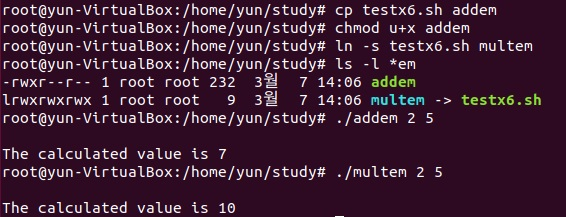 root@yun-VirtualBox:/home/yun/study# cp testx6.sh addem
root@yun-VirtualBox:/home/yun/study# chmod u+x addem
root@yun-VirtualBox:/home/yun/study# ln -s testx6.sh multem
root@yun-VirtualBox:/home/yun/study# ls -l *em
-rwxr--r-- 1 root root 232  3월  7 14:06 addem
lrwxrwxrwx 1 root root   9  3월  7 14:06 multem -> testx6.sh
root@yun-VirtualBox:/home/yun/study# ./addem 2 5
The calculated value is 7
root@yun-VirtualBox:/home/yun/study# ./multem 2 5
The calculated value is 10